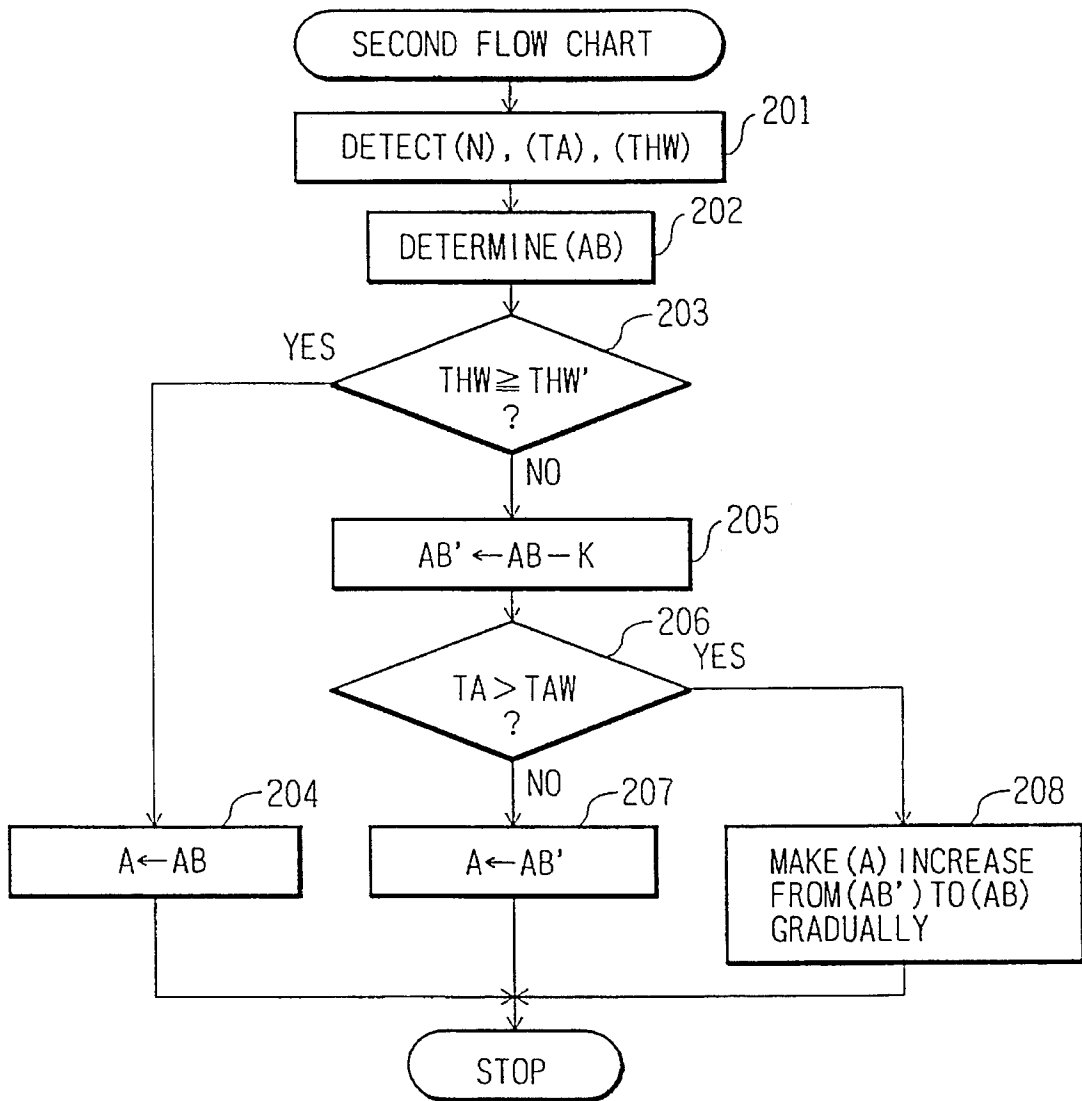 SECOND FLOW CHART
201
DETECT(N), (TA), (THW)
202
DETERMINE(AB)
203
YES
THW≧THW'
?
NO
205
AB'←AB−K
206
YES
TA>TAW
?
NO
204
A←AB
207
A←AB'
208
MAKE(A)INCREASE
FROM(AB')TO(AB)
GRADUALLY
STOP